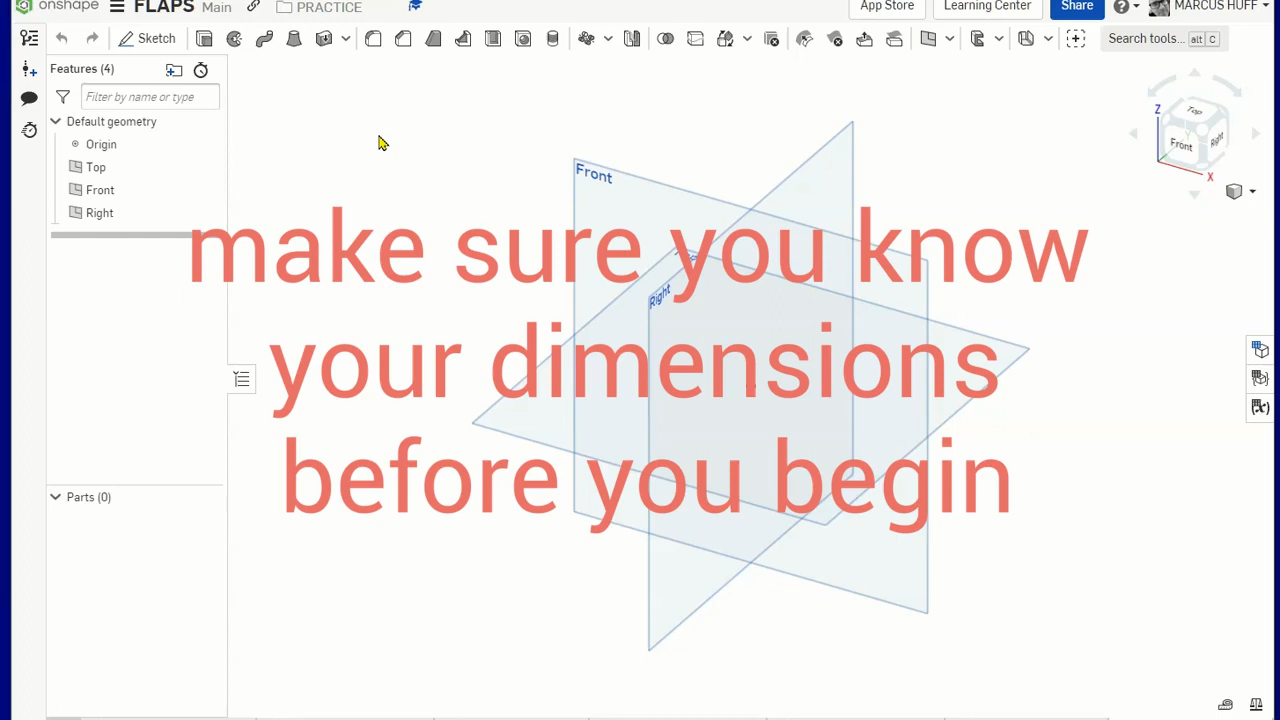 onshape FLAPS Main PRACTICE App Store Learning Center Share MARCUS HUFF
Sketch Search tools... alt C
Features (4)
Filter by name or type
Default geometry
Origin
Top
Front
Right
Parts (0)
Front
Right
Top
Front
Right
Z
X
make sure you know
your dimensions
before you begin